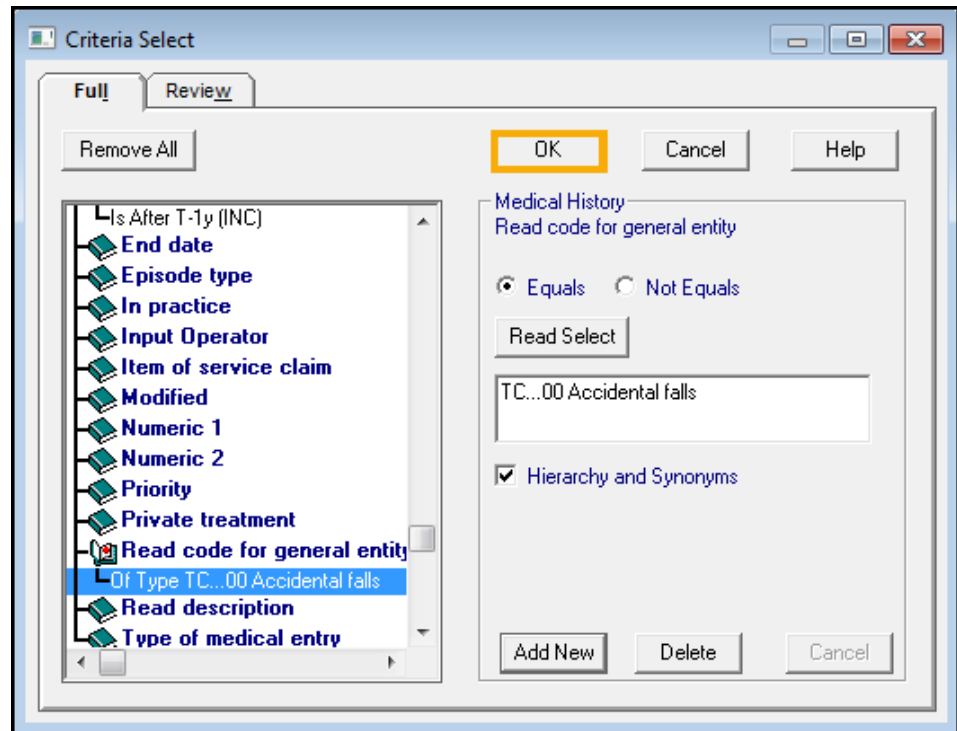 Criteria Select
Full
Review
Remove All
OK
Cancel
Help
Is After T-1y (INC)
End date
Episode type
In practice
Input Operator
Item of service claim
Modified
Numeric 1
Numeric 2
Priority
Private treatment
Read code for general entity
Of Type TC...00 Accidental falls
Read description
Type of medical entry
Medical History
Read code for general entity
Equals
Not Equals
Read Select
TC...00 Accidental falls
Hierarchy and Synonyms
Add New
Delete
Cancel